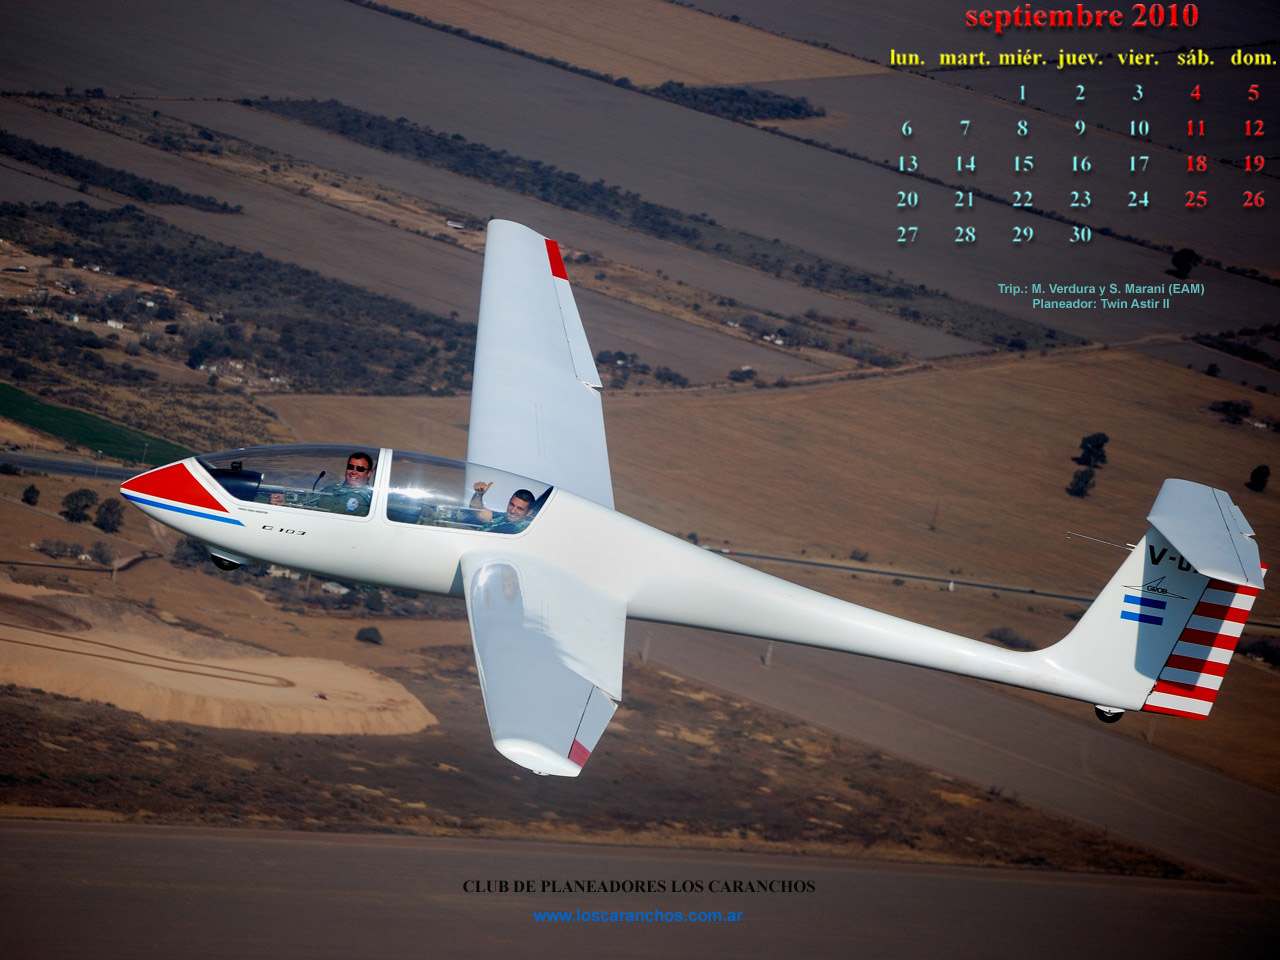 septiembre 2010
lun. mart. miér. juev. vier. sáb. dom.
1 2 3 4 5
6 7 8 9 10 11 12
13 14 15 16 17 18 19
20 21 22 23 24 25 26
27 28 29 30
Trip.: M. Verdura y S. Marani (EAM)
Planeador: Twin Astir II
G 103
GROB
CLUB DE PLANEADORES LOS CARANCHOS
www.loscaranchos.com.ar